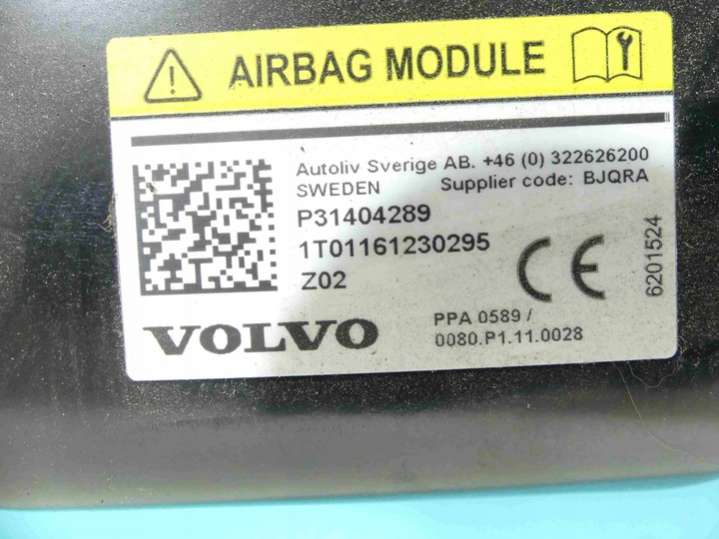 AIRBAG MODULE
Autoliv Sverige AB. +46 (0) 322626200
SWEDEN Supplier code: BJQRA
P31404289
1T01161230295
Z02
CE
6201524
VOLVO
PPA 0589 /
0080.P1.11.0028